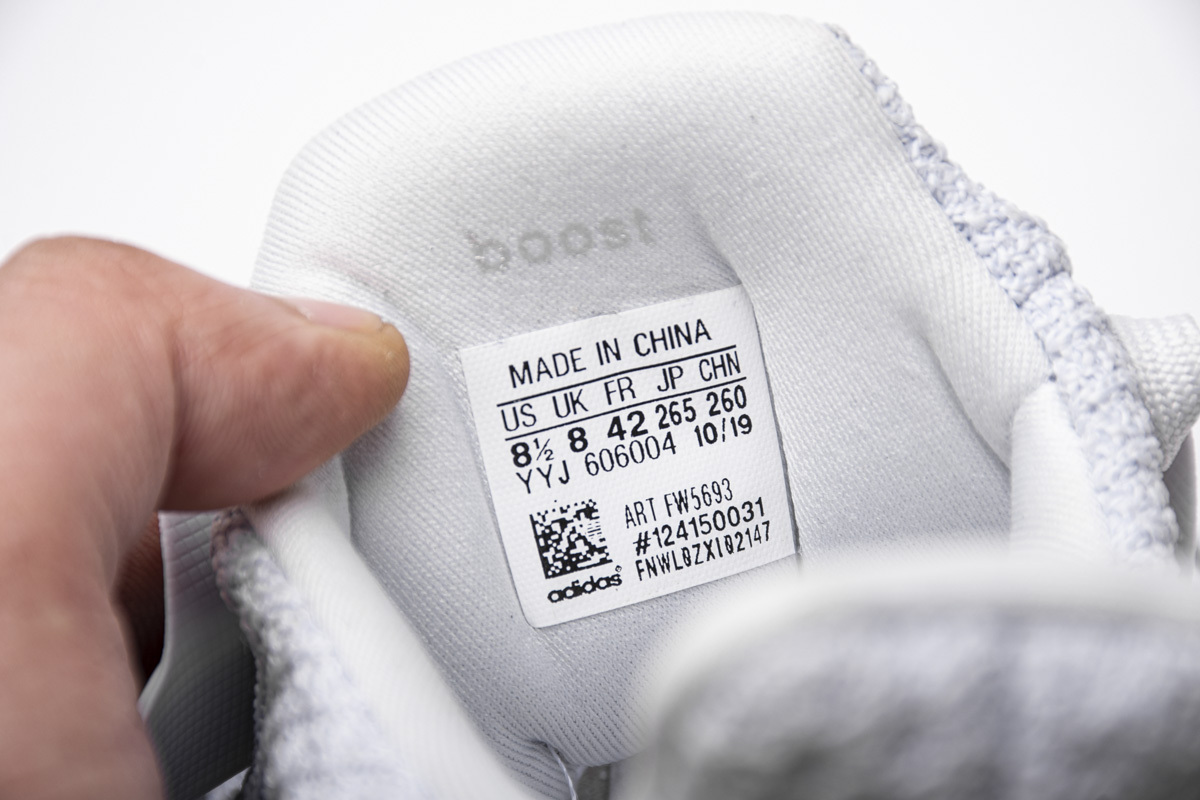 boost
MADE IN CHINA
US UK FR JP CHN
8½ 8 42 265 260
YYJ 606004 10/19
ART FW5693
#124150031
FNWLQZXIQ2147
adidas®